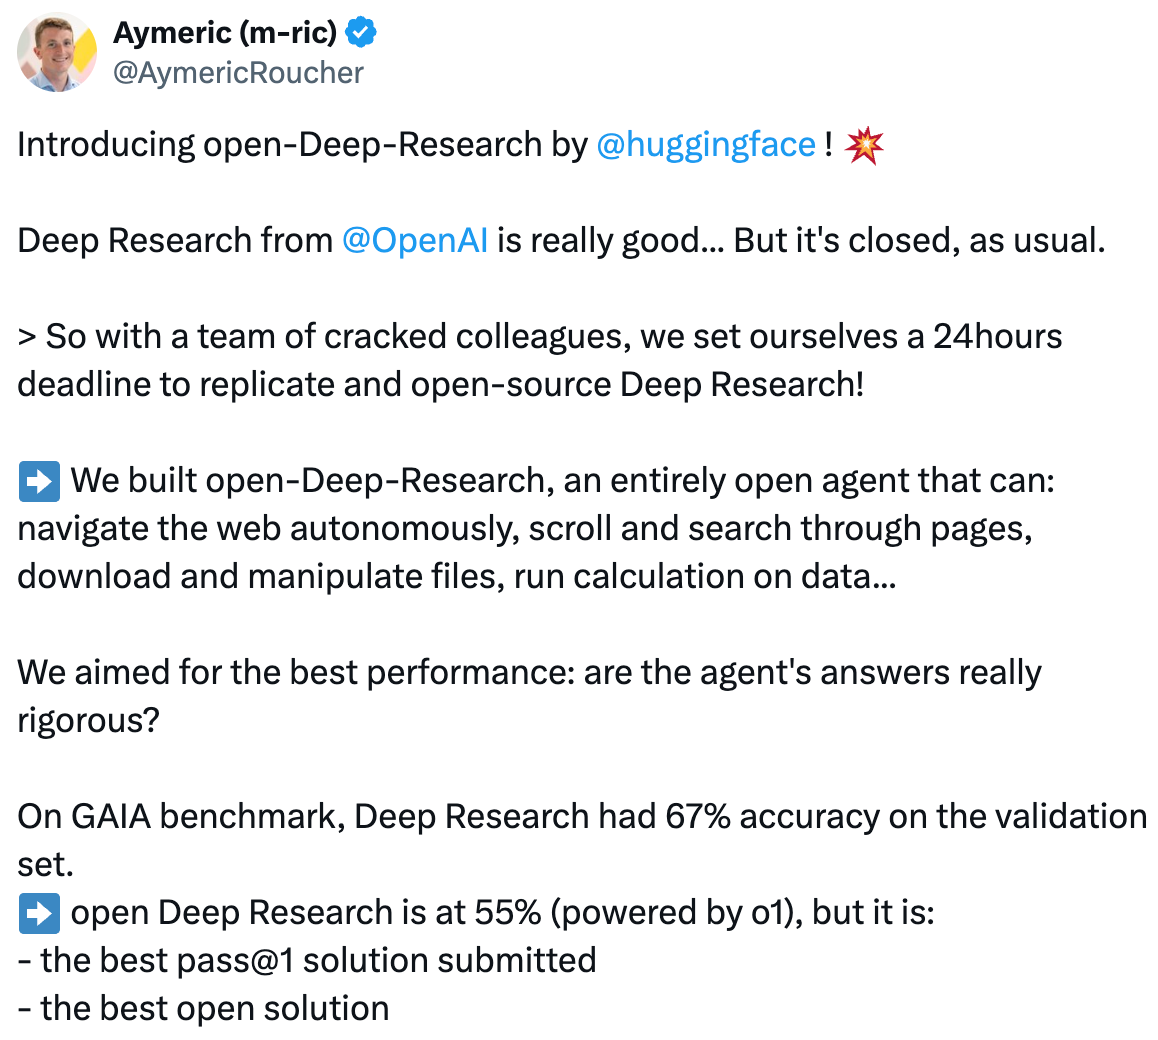 Aymeric (m-ric)
@AymericRoucher
Introducing open-Deep-Research by @huggingface ! 💥
Deep Research from @OpenAI is really good... But it's closed, as usual.
> So with a team of cracked colleagues, we set ourselves a 24hours
deadline to replicate and open-source Deep Research!
➡️ We built open-Deep-Research, an entirely open agent that can:
navigate the web autonomously, scroll and search through pages,
download and manipulate files, run calculation on data...
We aimed for the best performance: are the agent's answers really
rigorous?
On GAIA benchmark, Deep Research had 67% accuracy on the validation
set.
➡️ open Deep Research is at 55% (powered by o1), but it is:
- the best pass@1 solution submitted
- the best open solution